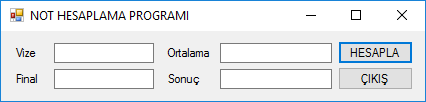 NOT HESAPLAMA PROGRAMI
Vize Ortalama HESAPLA
Final Sonuç ÇIKIŞ